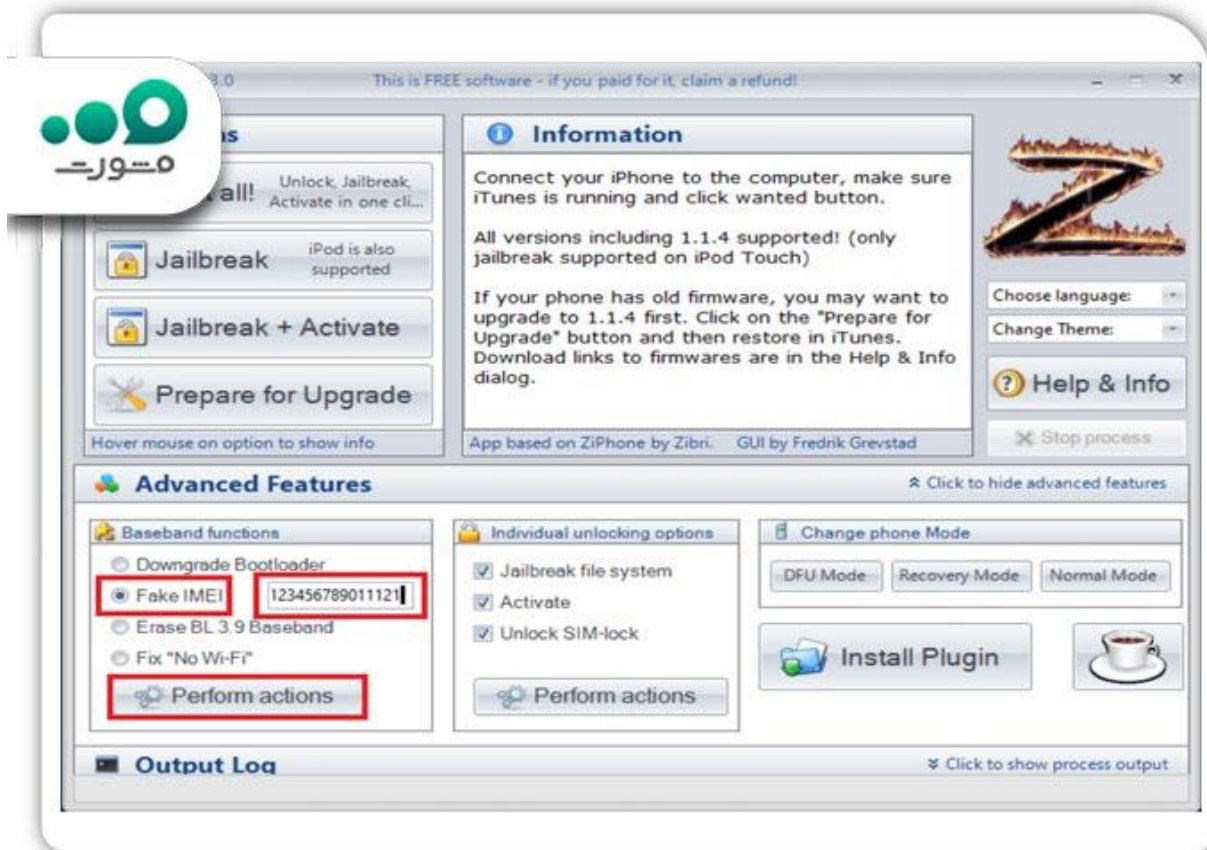 مشورت
3.0
This is FREE software - if you paid for it, claim a refund!
all!
Unlock, Jailbreak,
Activate in one cli...
Jailbreak
iPod is also
supported
Jailbreak + Activate
Prepare for Upgrade
Hover mouse on option to show info
Information
Connect your iPhone to the computer, make sure
iTunes is running and click wanted button.
All versions including 1.1.4 supported! (only
jailbreak supported on iPod Touch)
If your phone has old firmware, you may want to
upgrade to 1.1.4 first. Click on the "Prepare for
Upgrade" button and then restore in iTunes.
Download links to firmwares are in the Help & Info
dialog.
App based on ZiPhone by Zibri. GUI by Fredrik Grevstad
Z
Choose language:
Change Theme:
Help & Info
Stop process
Advanced Features
Click to hide advanced features
Baseband functions
Downgrade Bootloader
Fake IMEI
123456789011121
Erase BL 3.9 Baseband
Fix "No Wi-Fi"
Perform actions
Individual unlocking options
Jailbreak file system
Activate
Unlock SIM-lock
Perform actions
Change phone Mode
DFU Mode
Recovery Mode
Normal Mode
Install Plugin
Output Log
Click to show process output